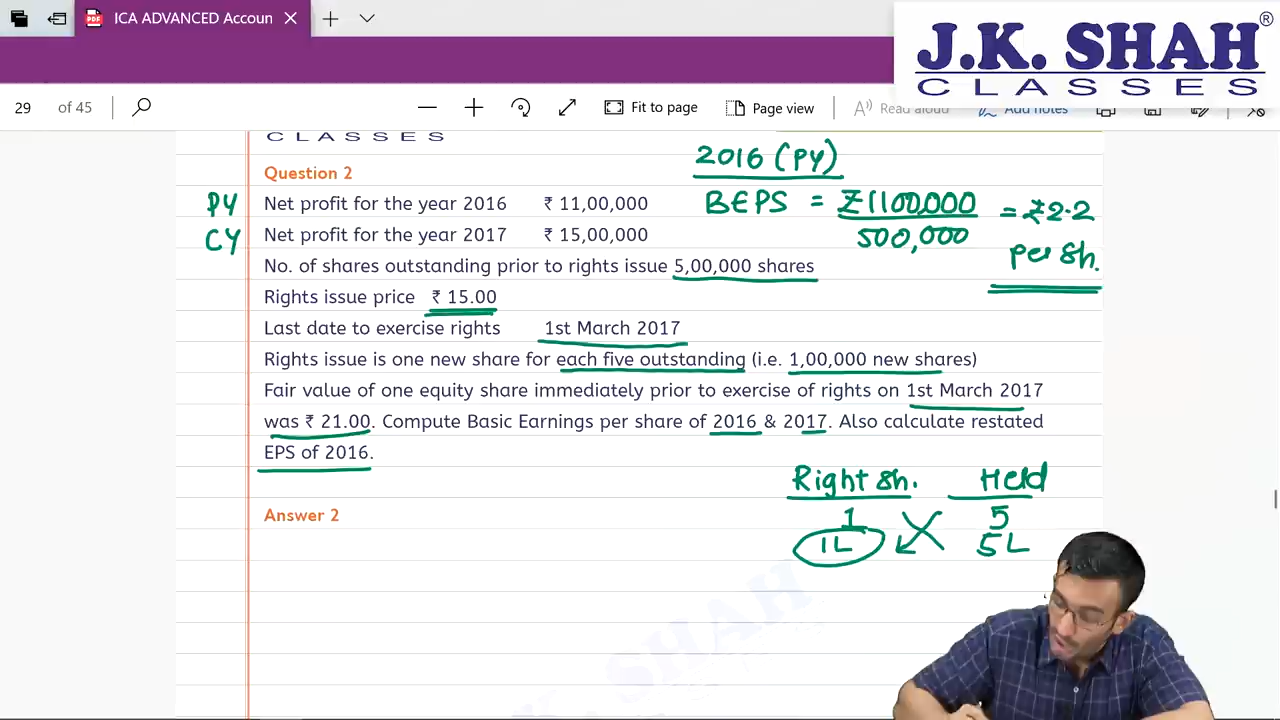 ICA ADVANCED Accoun
J.K. SHAH®
CLASSES
29 of 45
Fit to page
Page view
Read aloud
Add notes
CLASSES
2016 (PY)
Question 2
PY Net profit for the year 2016 ₹ 11,00,000
BEPS = ₹1100,000 / 500,000 = ₹2.2 per sh.
CY Net profit for the year 2017 ₹ 15,00,000
No. of shares outstanding prior to rights issue 5,00,000 shares
Rights issue price ₹ 15.00
Last date to exercise rights 1st March 2017
Rights issue is one new share for each five outstanding (i.e. 1,00,000 new shares)
Fair value of one equity share immediately prior to exercise of rights on 1st March 2017
was ₹ 21.00. Compute Basic Earnings per share of 2016 & 2017. Also calculate restated
EPS of 2016.
Right sh. Held
Answer 2
1 5
1L 5L
SHAH